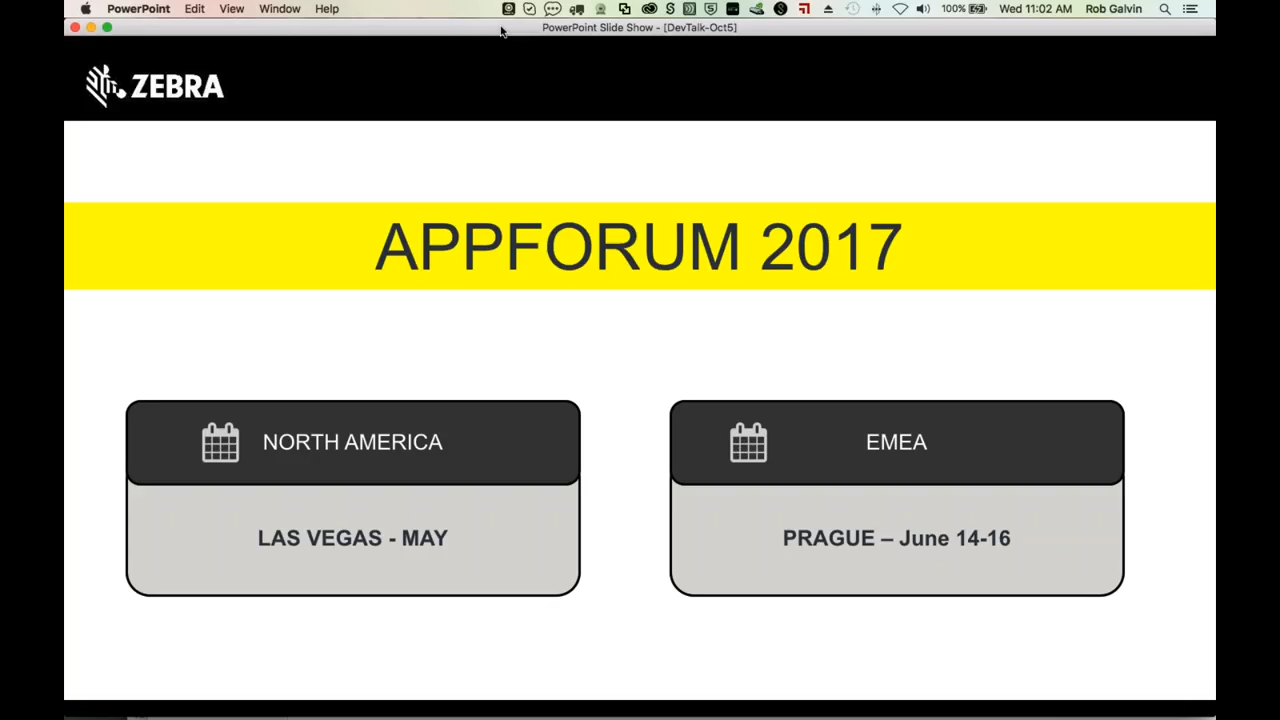 PowerPoint Edit View Window Help 100% Wed 11:02 AM Rob Galvin
PowerPoint Slide Show - [DevTalk-Oct5]
ZEBRA
APPFORUM 2017
NORTH AMERICA
LAS VEGAS - MAY
EMEA
PRAGUE – June 14-16